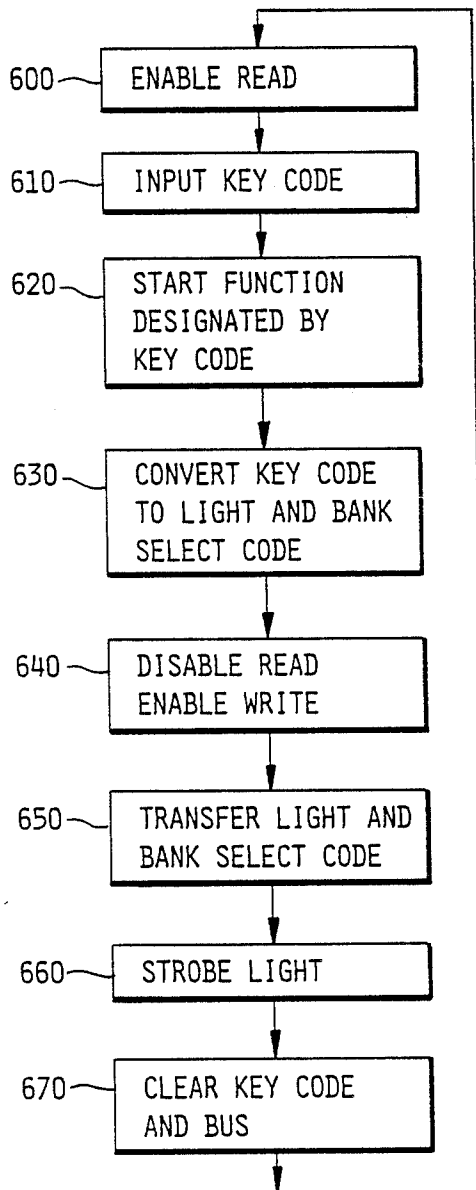 600 ENABLE READ
610 INPUT KEY CODE
620 START FUNCTION
DESIGNATED BY
KEY CODE
630 CONVERT KEY CODE
TO LIGHT AND BANK
SELECT CODE
640 DISABLE READ
ENABLE WRITE
650 TRANSFER LIGHT AND
BANK SELECT CODE
660 STROBE LIGHT
670 CLEAR KEY CODE
AND BUS